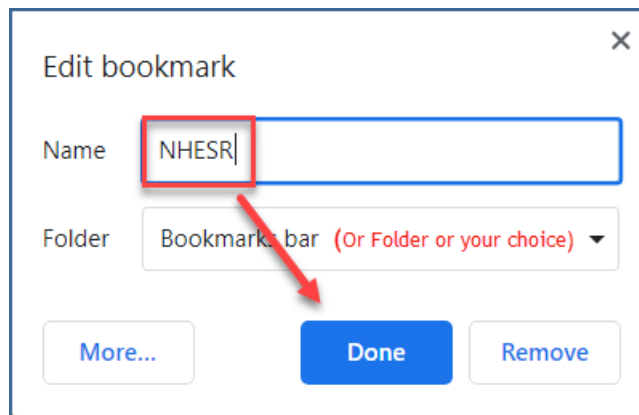 Edit bookmark
Name NHESR
Folder Bookmarks bar (Or Folder or your choice)
More... Done Remove